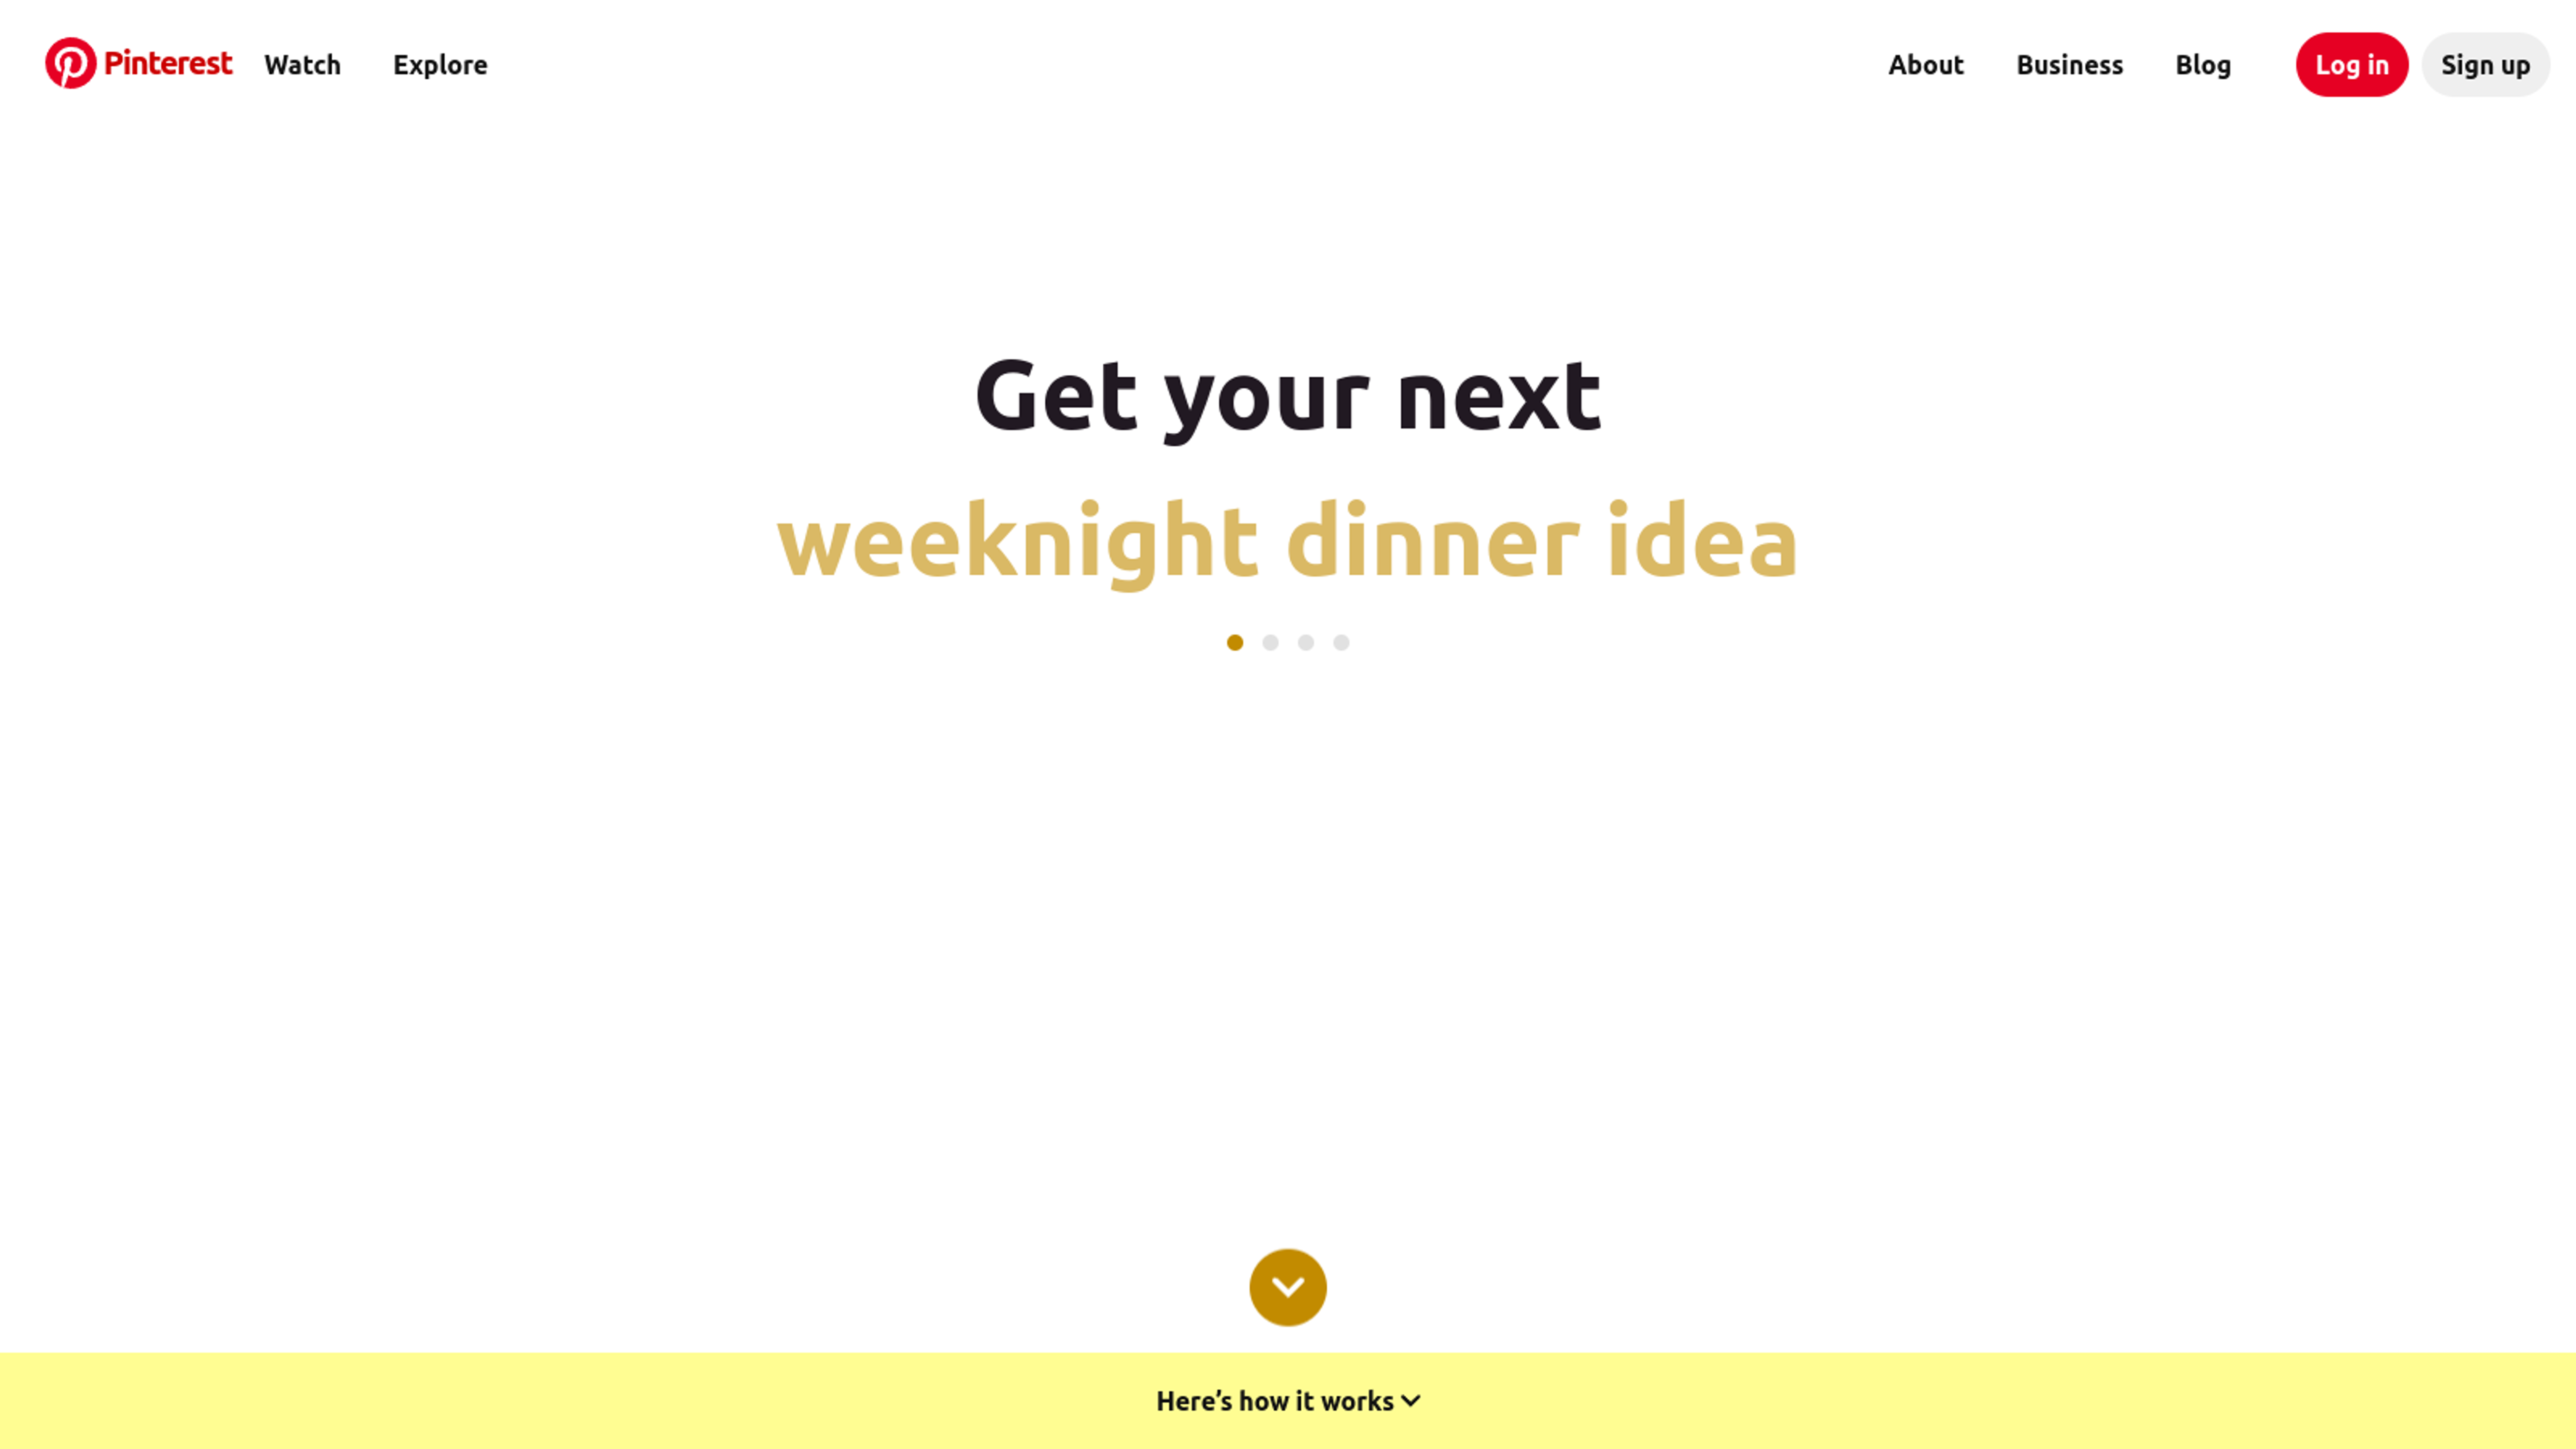 Pinterest Watch Explore About Business Blog Log in Sign up
Get your next
weeknight dinner idea
Here’s how it works